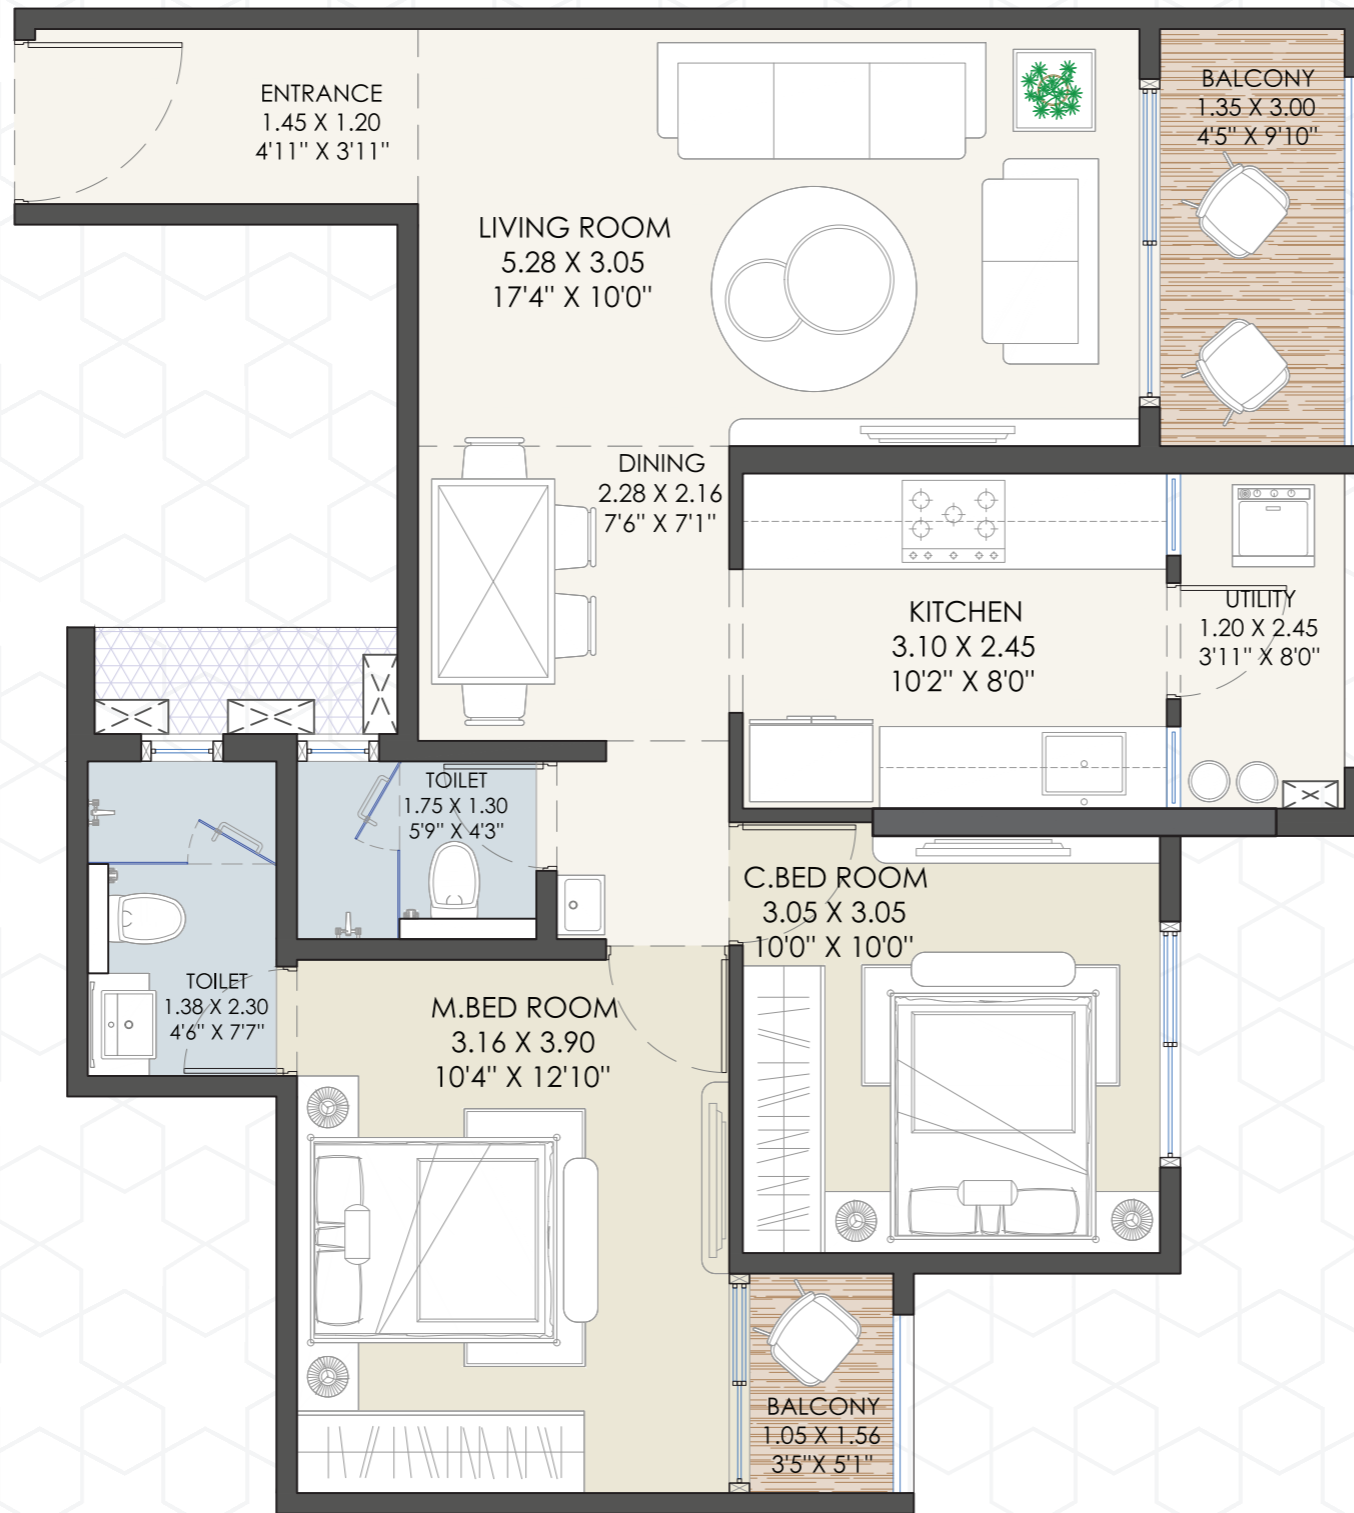 ENTRANCE
1.45 X 1.20
4'11" X 3'11"
BALCONY
1.35 X 3.00
4'5" X 9'10"
LIVING ROOM
5.28 X 3.05
17'4" X 10'0"
DINING
2.28 X 2.16
7'6" X 7'1"
KITCHEN
3.10 X 2.45
10'2" X 8'0"
UTILITY
1.20 X 2.45
3'11" X 8'0"
TOILET
1.75 X 1.30
5'9" X 4'3"
C.BED ROOM
3.05 X 3.05
10'0" X 10'0"
TOILET
1.38 X 2.30
4'6" X 7'7"
M.BED ROOM
3.16 X 3.90
10'4" X 12'10"
BALCONY
1.05 X 1.56
3'5"X 5'1"